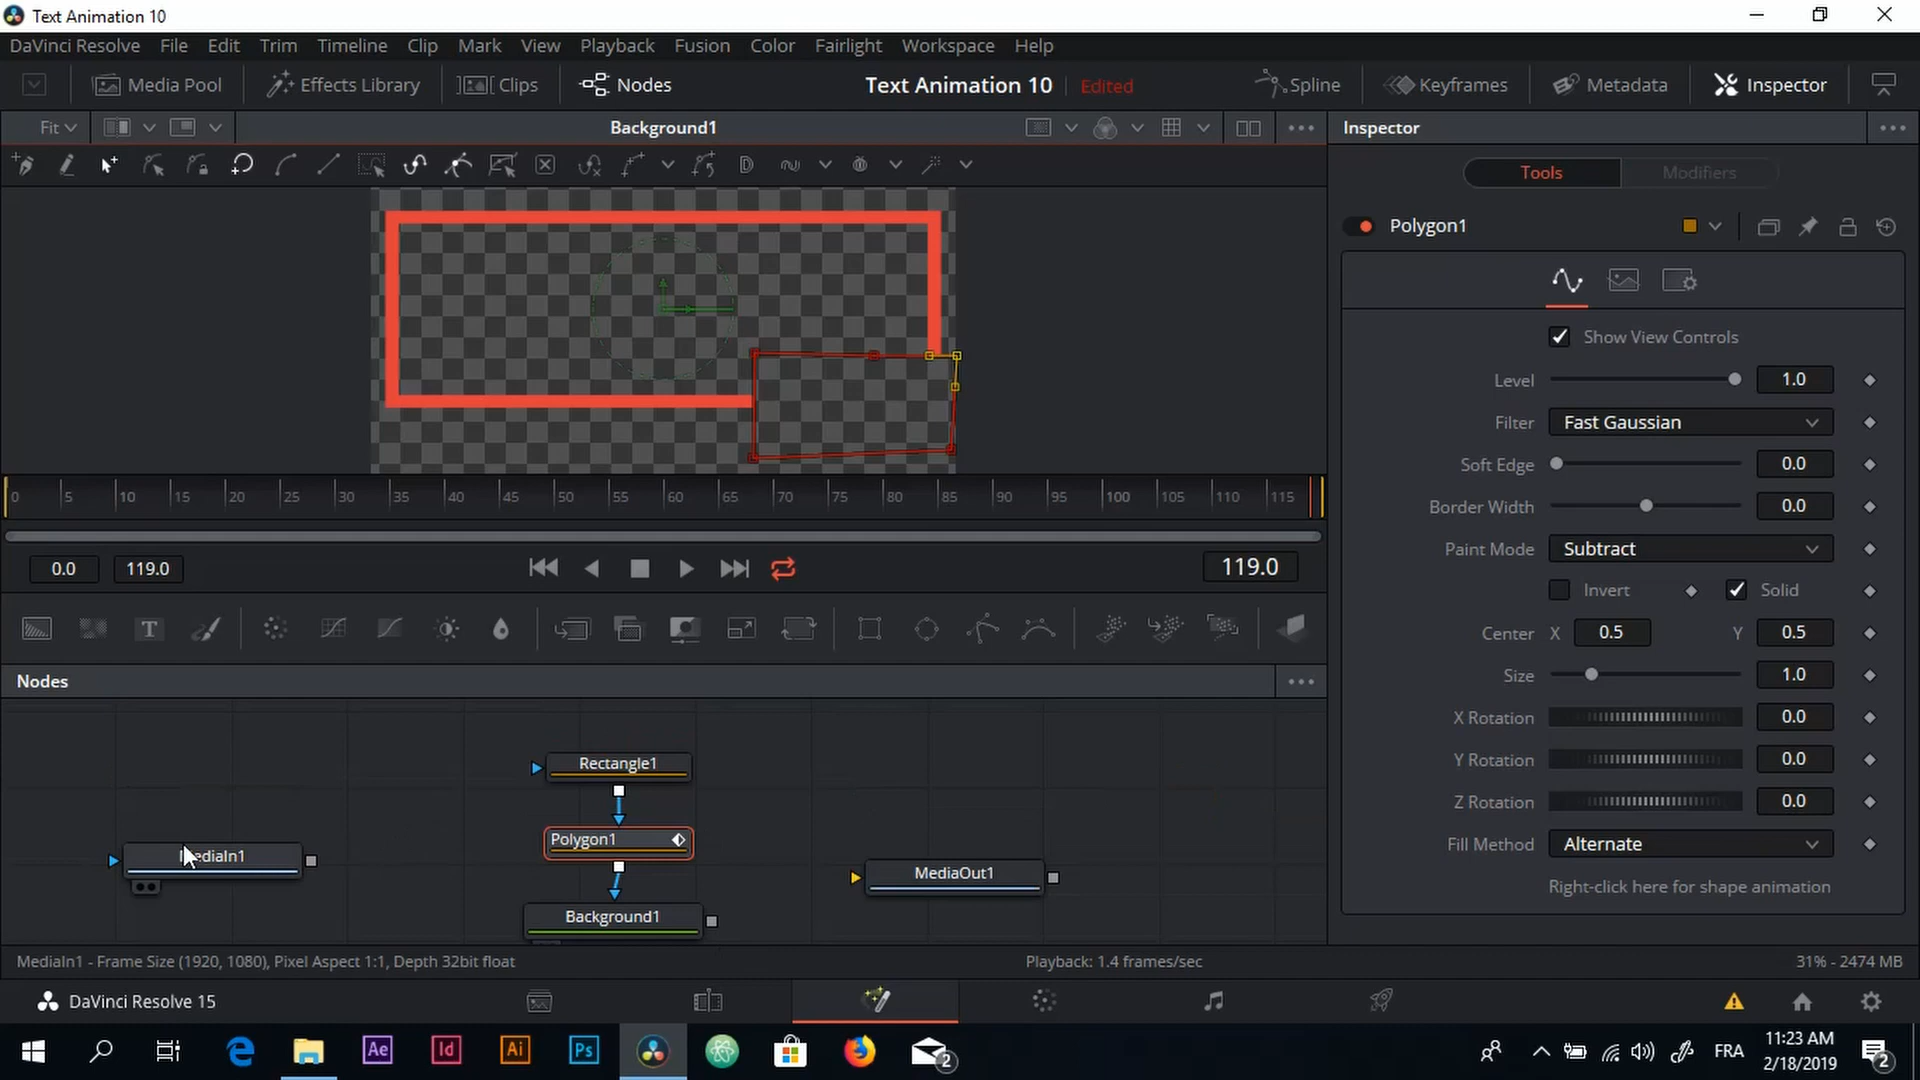 Text Animation 10
DaVinci Resolve File Edit Trim Timeline Clip Mark View Playback Fusion Color Fairlight Workspace Help
Media Pool Effects Library Clips Nodes Text Animation 10 Edited Spline Keyframes Metadata Inspector
Fit Background1 Inspector
Tools Modifiers
Polygon1
Show View Controls
Level 1.0
Filter Fast Gaussian
Soft Edge 0.0
0 5 10 15 20 25 30 35 40 45 50 55 60 65 70 75 80 85 90 95 100 105 110 115
Border Width 0.0
Paint Mode Subtract
0.0 119.0 119.0
Invert Solid
Center X 0.5 Y 0.5
Size 1.0
Nodes
X Rotation 0.0
Y Rotation 0.0
Z Rotation 0.0
Fill Method Alternate
Right-click here for shape animation
Rectangle1
Polygon1
MediaIn1
MediaOut1
Background1
MediaIn1 - Frame Size (1920, 1080), Pixel Aspect 1:1, Depth 32bit float Playback: 1.4 frames/sec 31% - 2474 MB
DaVinci Resolve 15
Ae Id Ai Ps 2 FRA 11:23 AM 2
2/18/2019